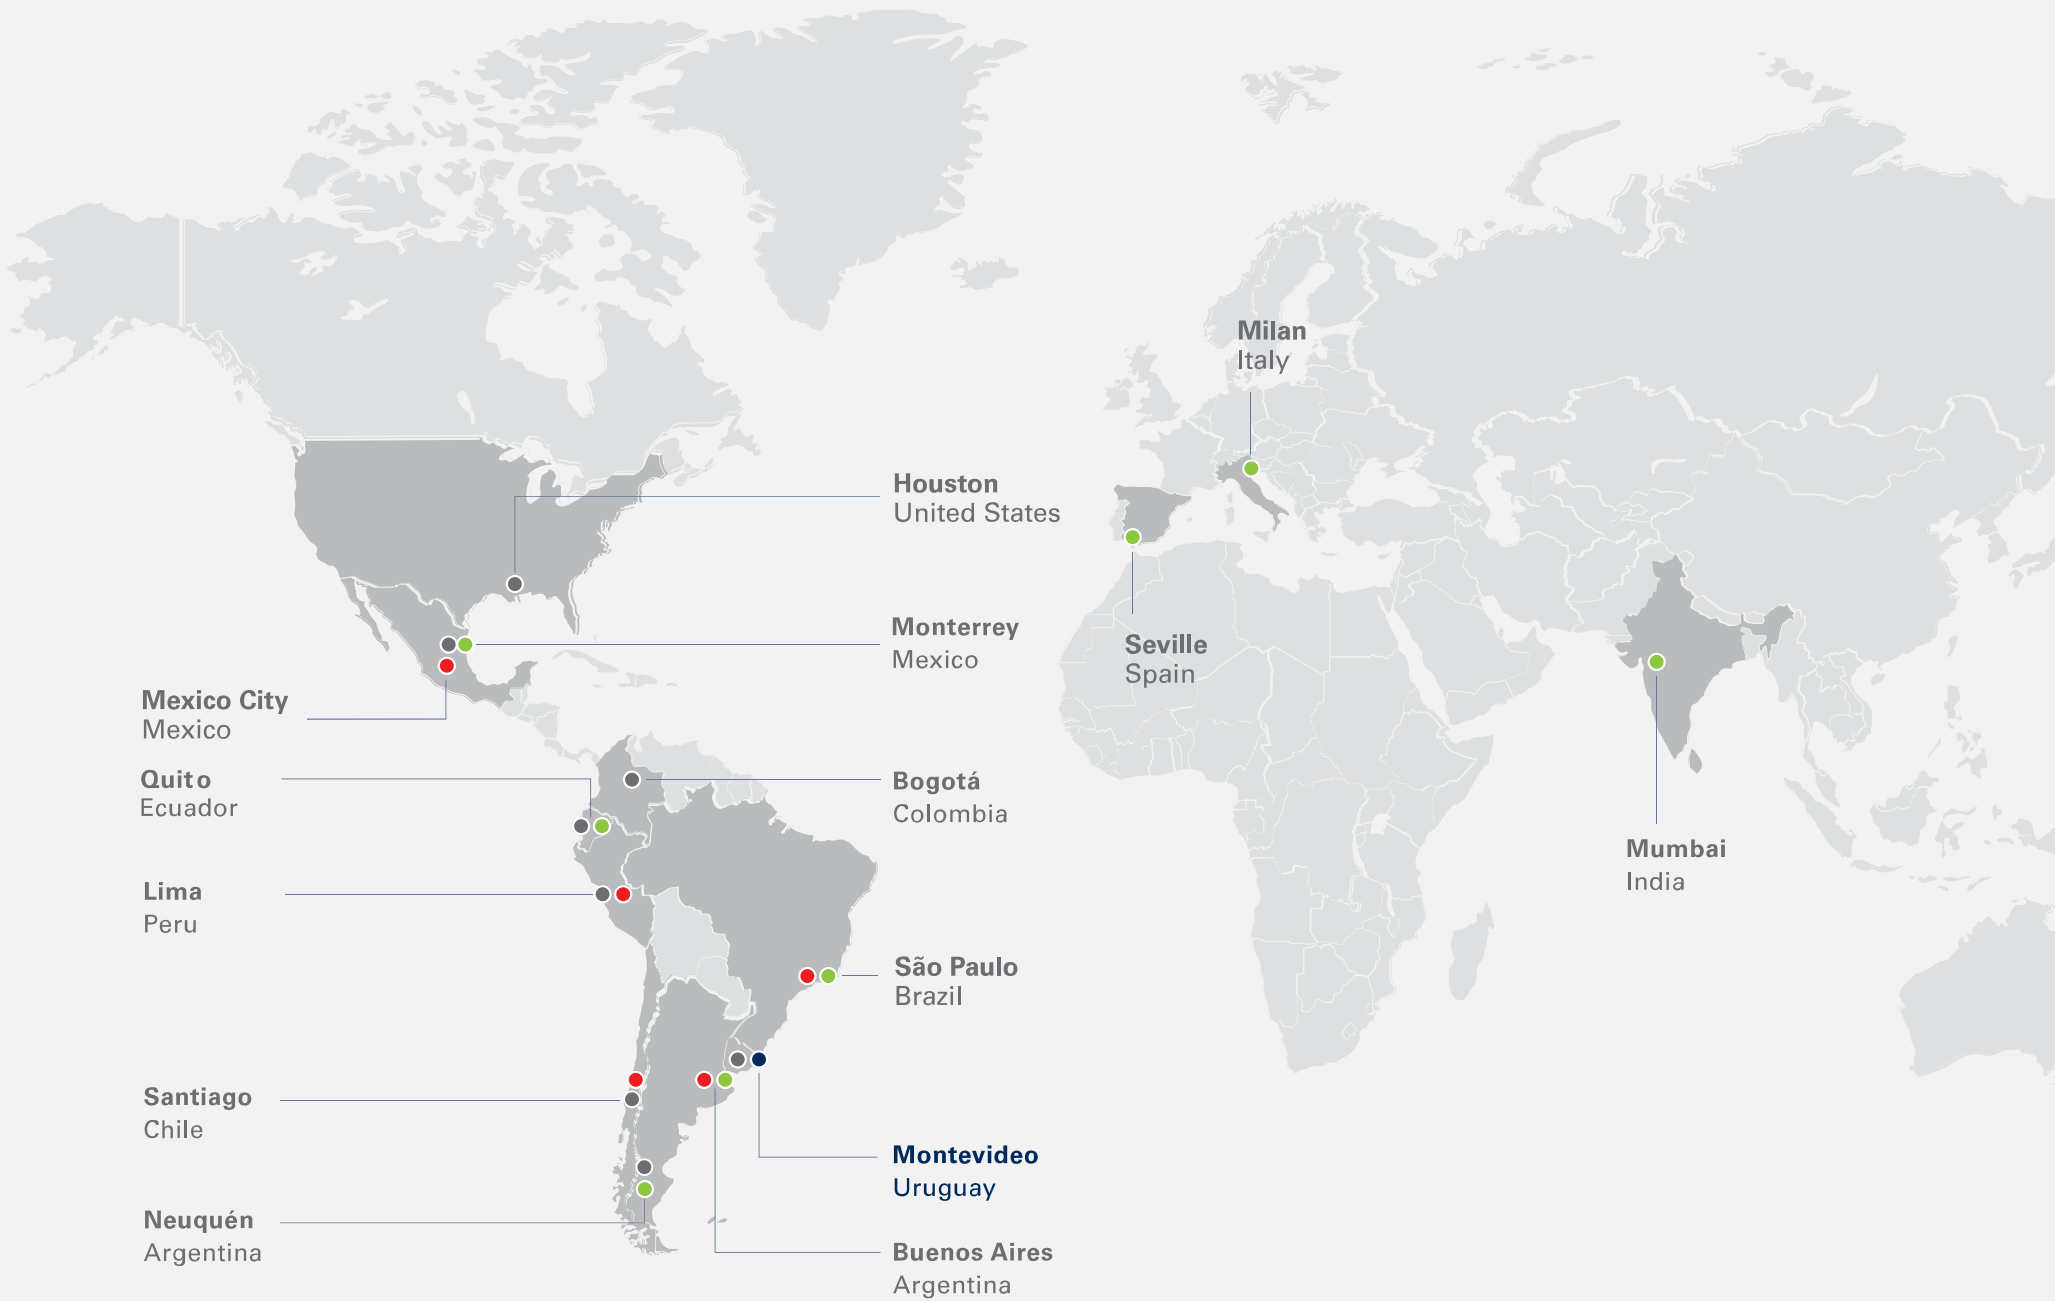 Milan
Italy
Houston
United States
Monterrey
Mexico
Seville
Spain
Mexico City
Mexico
Quito
Ecuador
Bogotá
Colombia
Mumbai
India
Lima
Peru
São Paulo
Brazil
Santiago
Chile
Montevideo
Uruguay
Neuquén
Argentina
Buenos Aires
Argentina